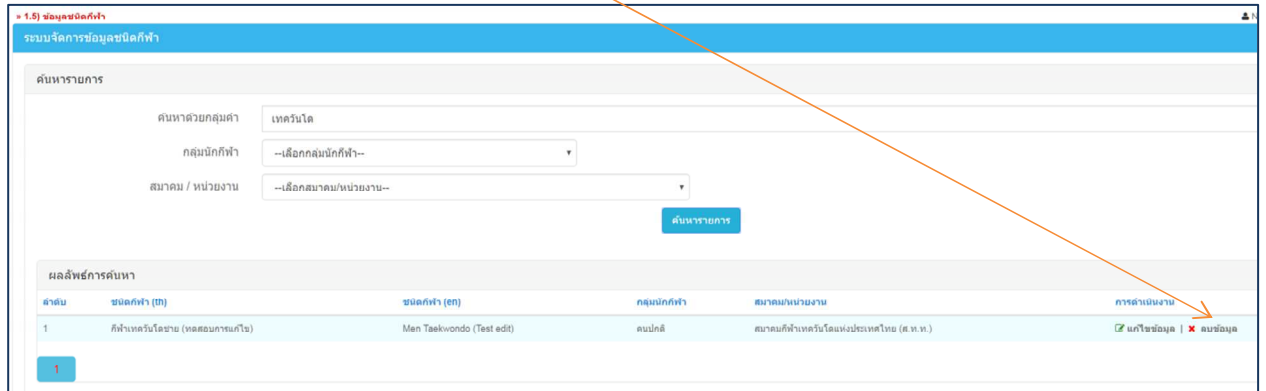 » 1.5) ข้อมูลชนิดกีฬา
ระบบจัดการข้อมูลชนิดกีฬา
ค้นหารายการ
ค้นหาด้วยกลุ่มคำ เทควันโด
กลุ่มนักกีฬา --เลือกกลุ่มนักกีฬา--
สมาคม / หน่วยงาน --เลือกสมาคม/หน่วยงาน--
ค้นหารายการ
ผลลัพธ์การค้นหา
ลำดับ ชนิดกีฬา (th) ชนิดกีฬา (en) กลุ่มนักกีฬา สมาคม/หน่วยงาน การดำเนินงาน
1 กีฬาเทควันโดชาย (ทดสอบการแก้ไข) Men Taekwondo (Test edit) คนปกติ สมาคมกีฬาเทควันโดแห่งประเทศไทย (ส.ท.ท.) แก้ไขข้อมูล | ลบข้อมูล
1